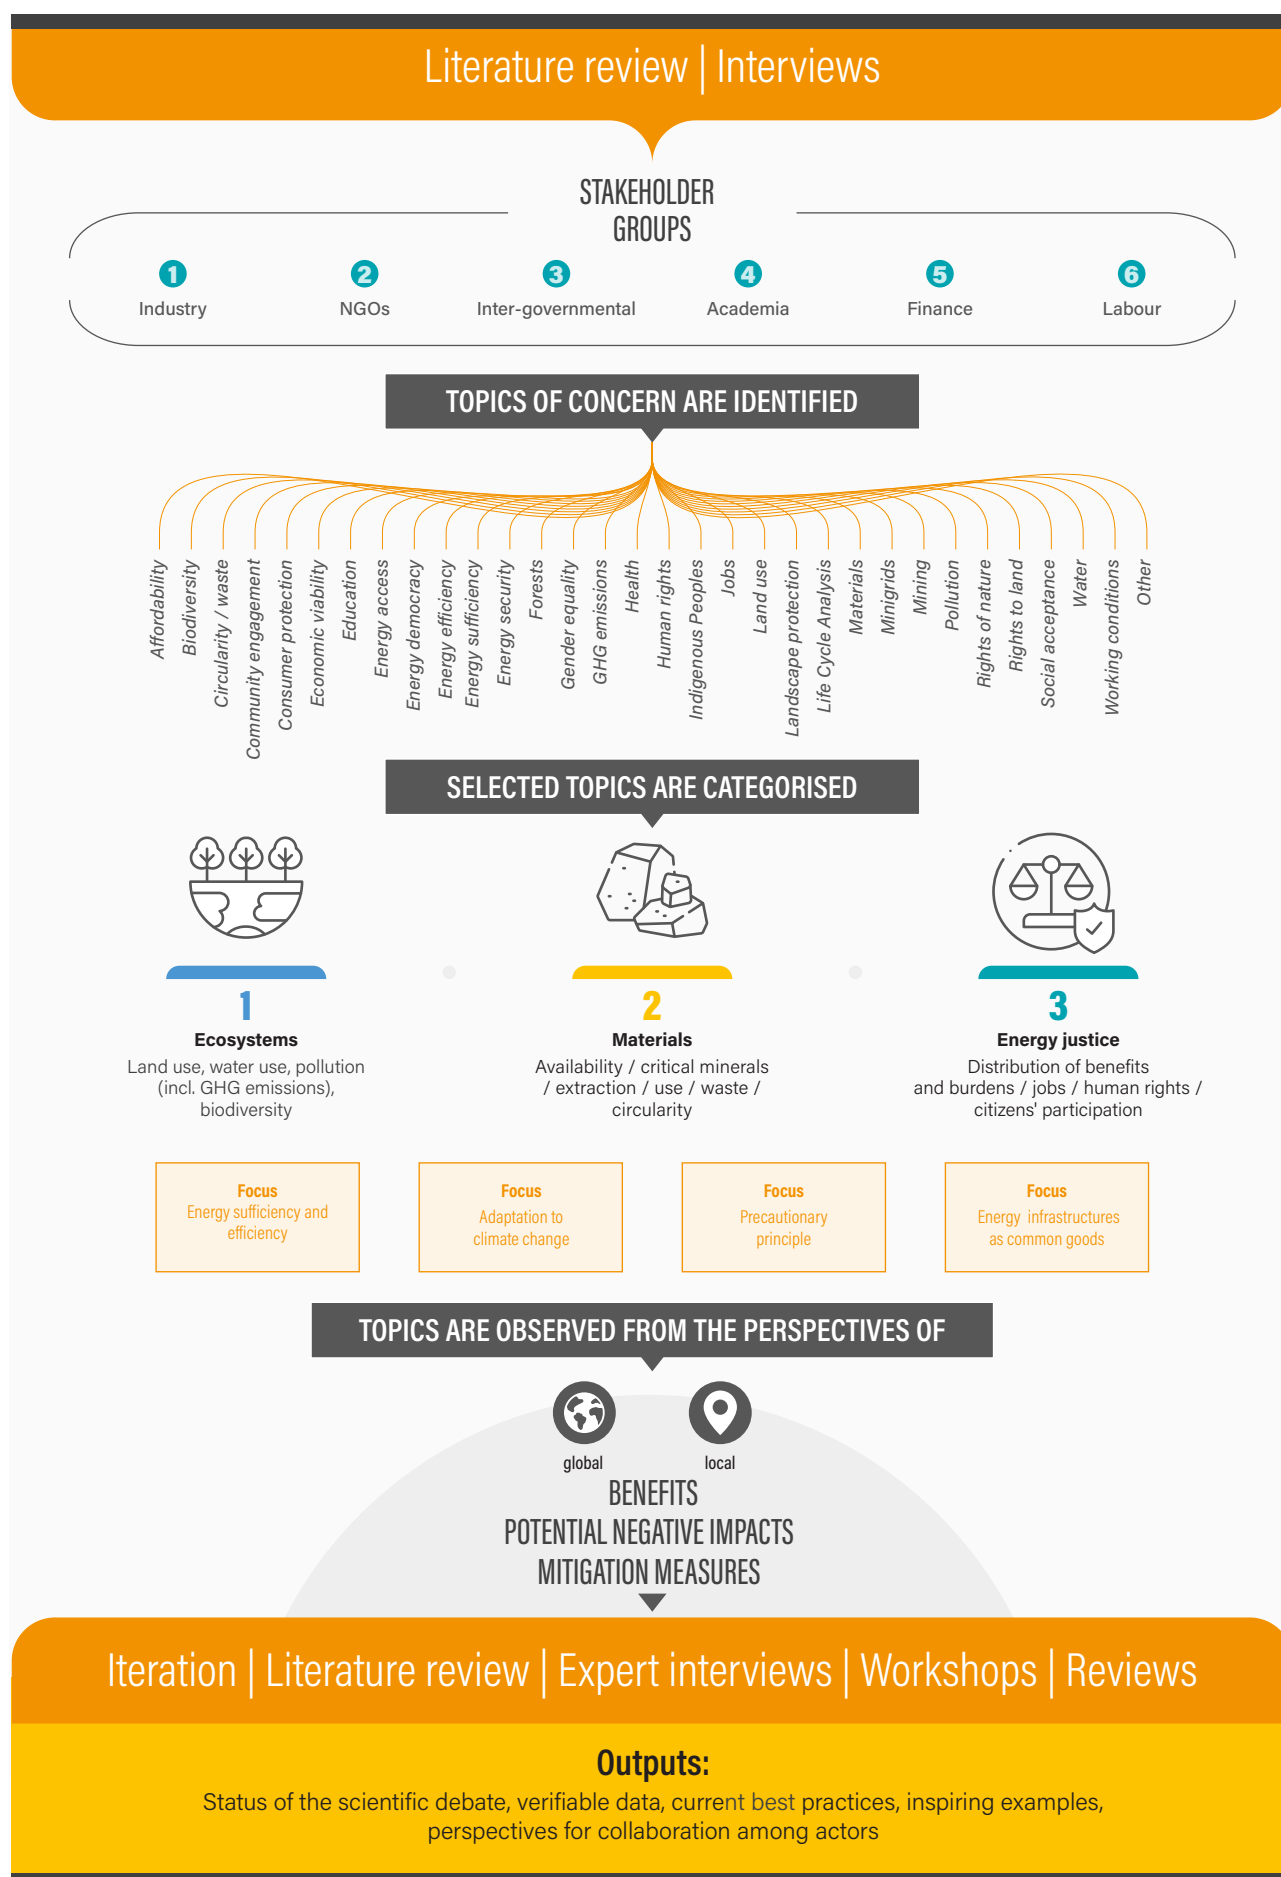 Literature review | Interviews
STAKEHOLDER
GROUPS
1
2
3
4
5
6
Industry
NGOs
Inter-governmental
Academia
Finance
Labour
TOPICS OF CONCERN ARE IDENTIFIED
Affordability
Biodiversity
Circularity / waste
Community engagement
Consumer protection
Economic viability
Education
Energy access
Energy democracy
Energy efficiency
Energy sufficiency
Energy security
Forests
Gender equality
GHG emissions
Health
Human rights
Indigenous Peoples
Jobs
Land use
Landscape protection
Life Cycle Analysis
Materials
Minigrids
Mining
Pollution
Rights of nature
Rights to land
Social acceptance
Water
Working conditions
Other
SELECTED TOPICS ARE CATEGORISED
1
Ecosystems
Land use, water use, pollution
(incl. GHG emissions),
biodiversity
2
Materials
Availability / critical minerals
/ extraction / use / waste /
circularity
3
Energy justice
Distribution of benefits
and burdens / jobs / human rights /
citizens' participation
Focus
Energy sufficiency and
efficiency
Focus
Adaptation to
climate change
Focus
Precautionary
principle
Focus
Energy infrastructures
as common goods
TOPICS ARE OBSERVED FROM THE PERSPECTIVES OF
global
local
BENEFITS
POTENTIAL NEGATIVE IMPACTS
MITIGATION MEASURES
Iteration | Literature review | Expert interviews | Workshops | Reviews
Outputs:
Status of the scientific debate, verifiable data, current best practices, inspiring examples,
perspectives for collaboration among actors